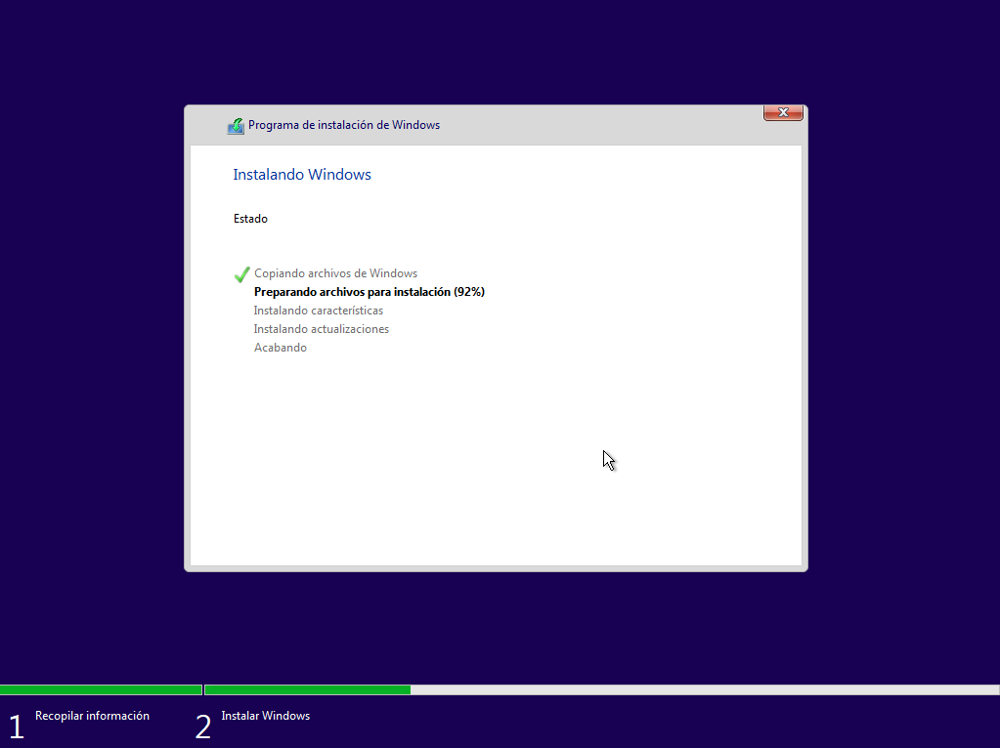 Programa de instalación de Windows
Instalando Windows
Estado
Copiando archivos de Windows
Preparando archivos para instalación (92%)
Instalando características
Instalando actualizaciones
Acabando
1 Recopilar información
2 Instalar Windows